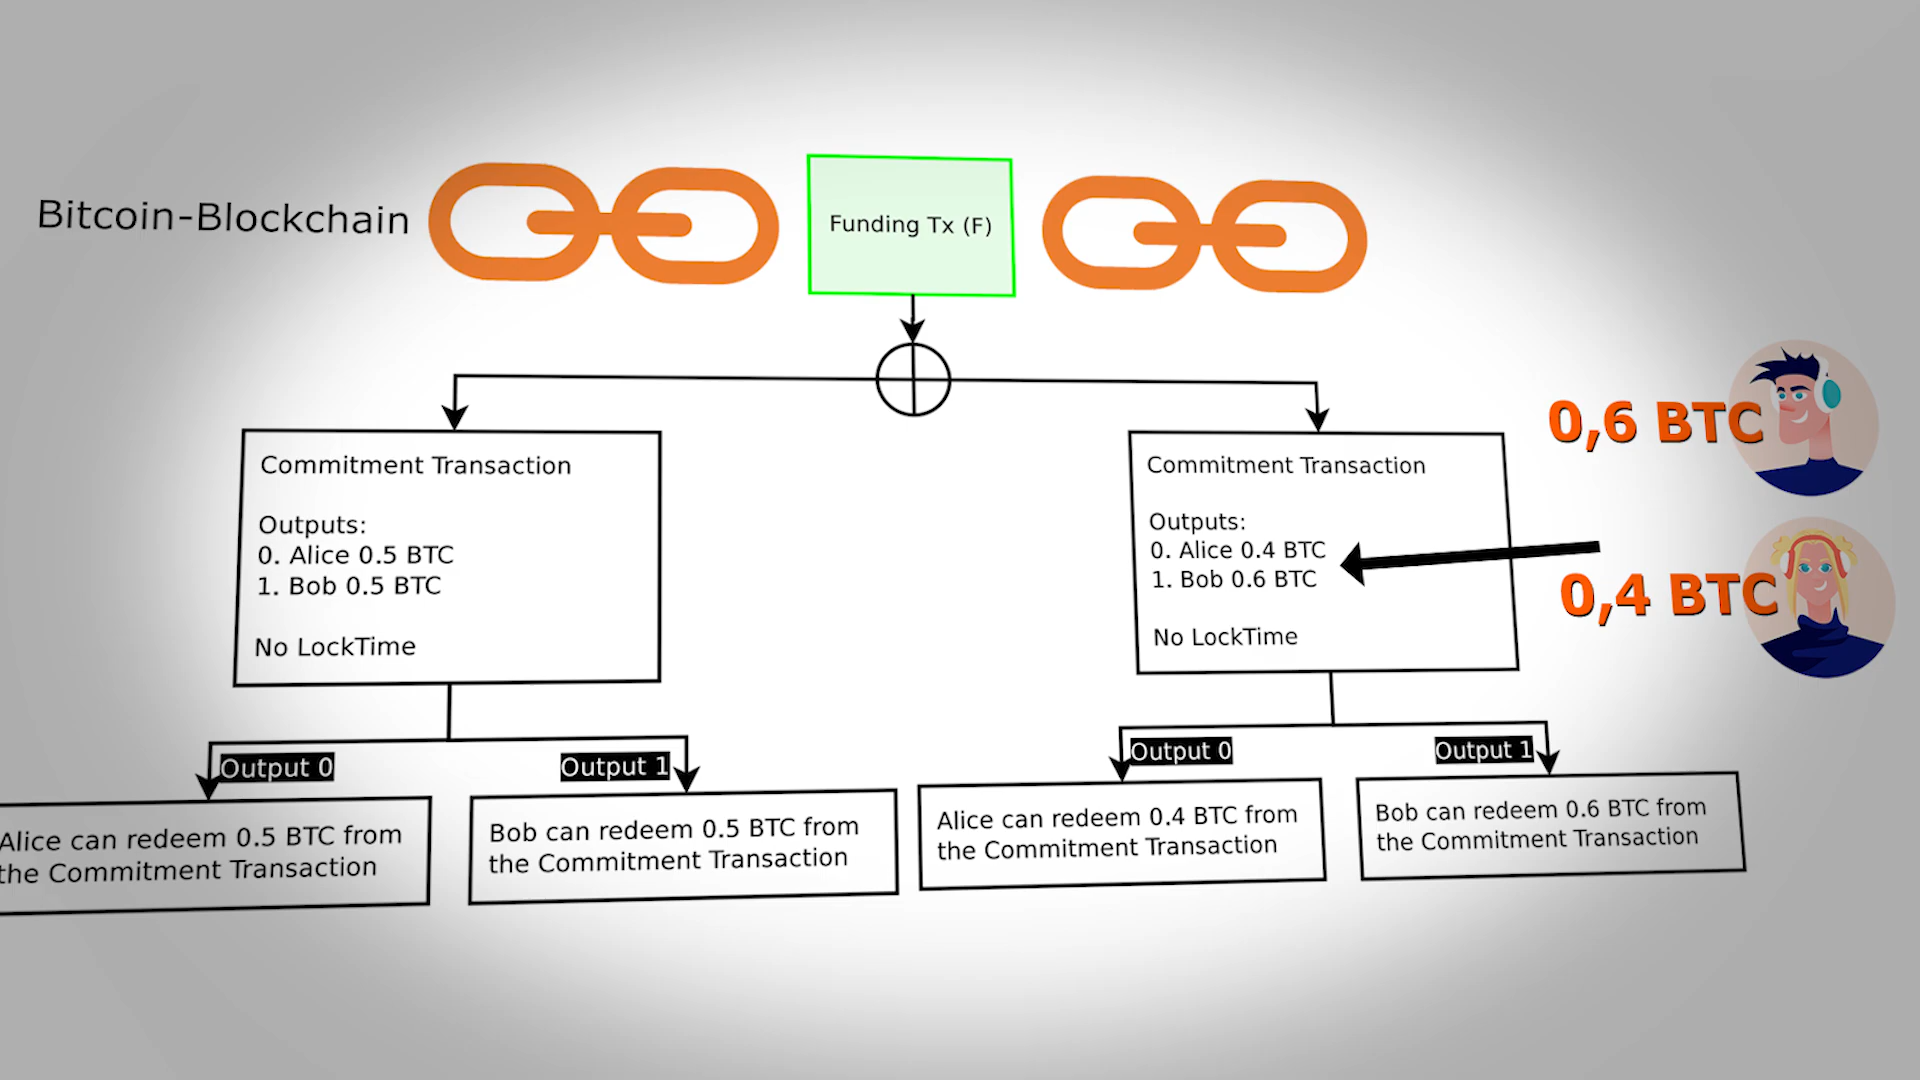 Bitcoin-Blockchain
Funding Tx (F)
Commitment Transaction
Outputs:
0. Alice 0.5 BTC
1. Bob 0.5 BTC
No LockTime
Commitment Transaction
Outputs:
0. Alice 0.4 BTC
1. Bob 0.6 BTC
No LockTime
0,6 BTC
0,4 BTC
Output 0
Output 1
Output 0
Output 1
Alice can redeem 0.5 BTC from
the Commitment Transaction
Bob can redeem 0.5 BTC from
the Commitment Transaction
Alice can redeem 0.4 BTC from
the Commitment Transaction
Bob can redeem 0.6 BTC from
the Commitment Transaction